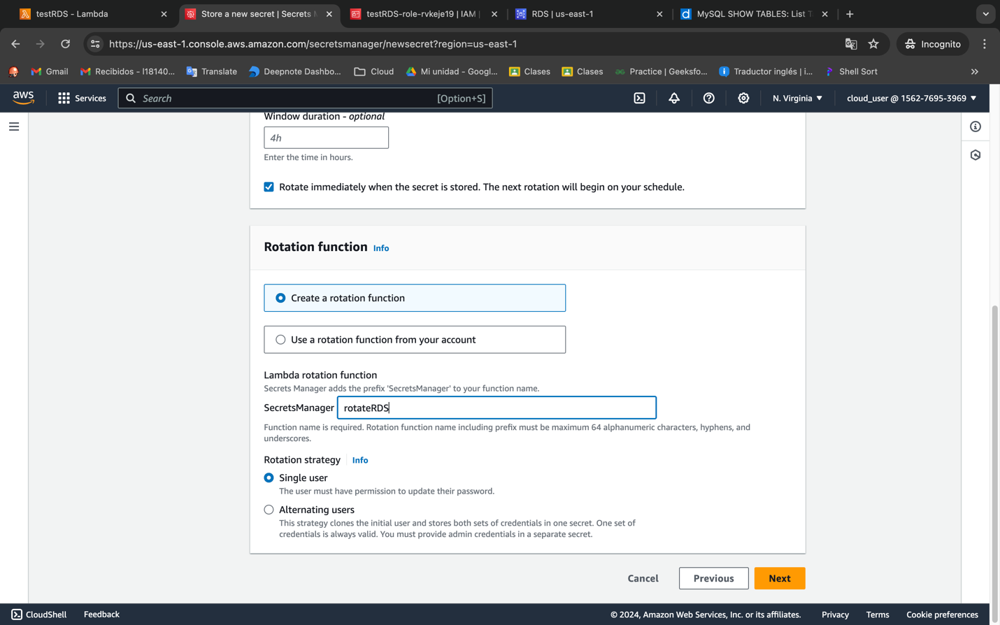 testRDS - Lambda
Store a new secret | Secrets M
testRDS-role-rvkeje19 | IAM |
RDS | us-east-1
MySQL SHOW TABLES: List T
https://us-east-1.console.aws.amazon.com/secretsmanager/newsecret?region=us-east-1
Incognito
Gmail
Recibidos - l18140...
Translate
Deepnote Dashbo...
Cloud
Mi unidad - Googl...
Clases
Clases
Practice | Geeksfo...
Traductor inglés | i...
Shell Sort
aws
Services
Search
[Option+S]
N. Virginia
cloud_user @ 1562-7695-3969
Window duration - optional
4h
Enter the time in hours.
Rotate immediately when the secret is stored. The next rotation will begin on your schedule.
Rotation function Info
Create a rotation function
Use a rotation function from your account
Lambda rotation function
Secrets Manager adds the prefix 'SecretsManager' to your function name.
SecretsManager rotateRDS
Function name is required. Rotation function name including prefix must be maximum 64 alphanumeric characters, hyphens, and
underscores.
Rotation strategy Info
Single user
The user must have permission to update their password.
Alternating users
This strategy clones the initial user and stores both sets of credentials in one secret. One set of
credentials is always valid. You must provide admin credentials in a separate secret.
Cancel
Previous
Next
CloudShell
Feedback
© 2024, Amazon Web Services, Inc. or its affiliates.
Privacy
Terms
Cookie preferences